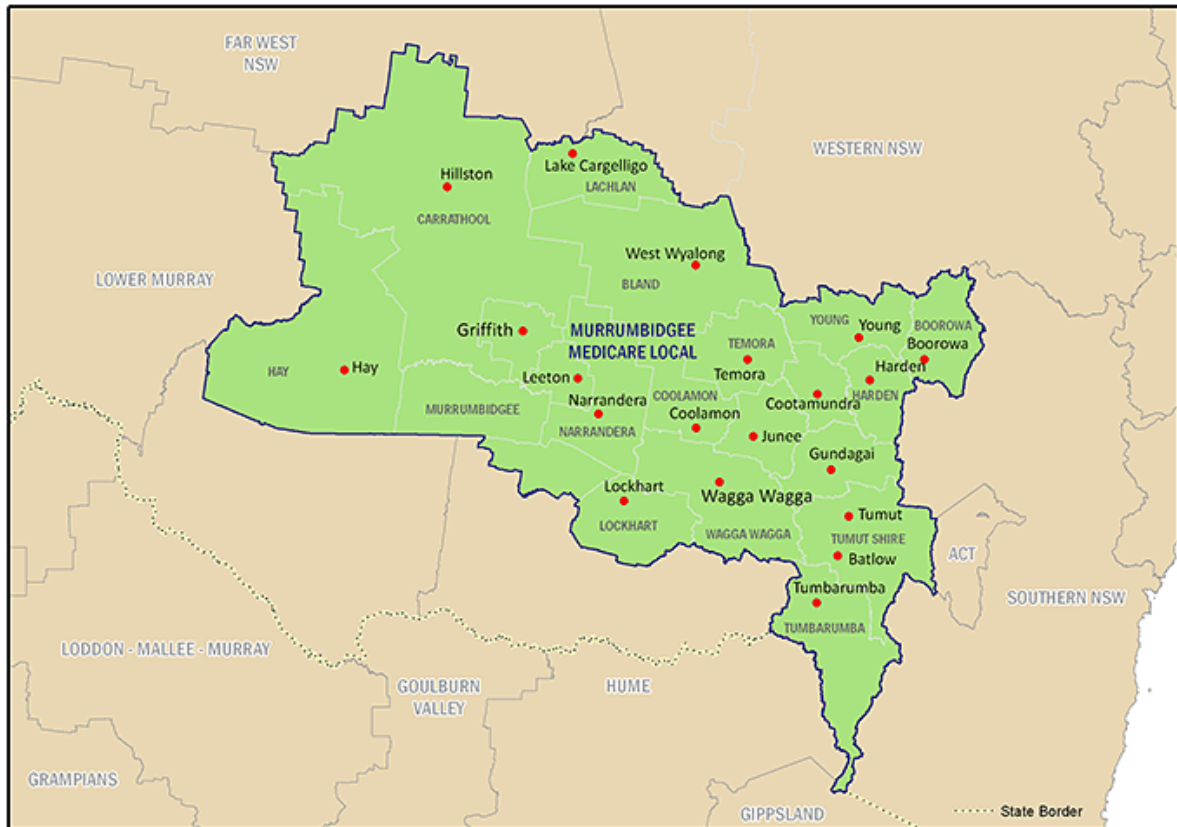 FAR WEST
NSW
WESTERN NSW
Lake Cargelligo
LACHLAN
Hillston
CARRATHOOL
West Wyalong
BLAND
LOWER MURRAY
Griffith
MURRUMBIDGEE
MEDICARE LOCAL
YOUNG
Young
BOOROWA
Boorowa
TEMORA
Temora
HAY
Hay
Leeton
Harden
HARDEN
MURRUMBIDGEE
Narrandera
NARRANDERA
COOLAMON
Coolamon
Cootamundra
Junee
Gundagai
Lockhart
LOCKHART
Wagga Wagga
WAGGA WAGGA
Tumut
TUMUT SHIRE
Batlow
ACT
Tumbarumba
TUMBARUMBA
SOUTHERN NSW
LODDON - MALLEE - MURRAY
GOULBURN
VALLEY
HUME
GRAMPIANS
GIPPSLAND
State Border